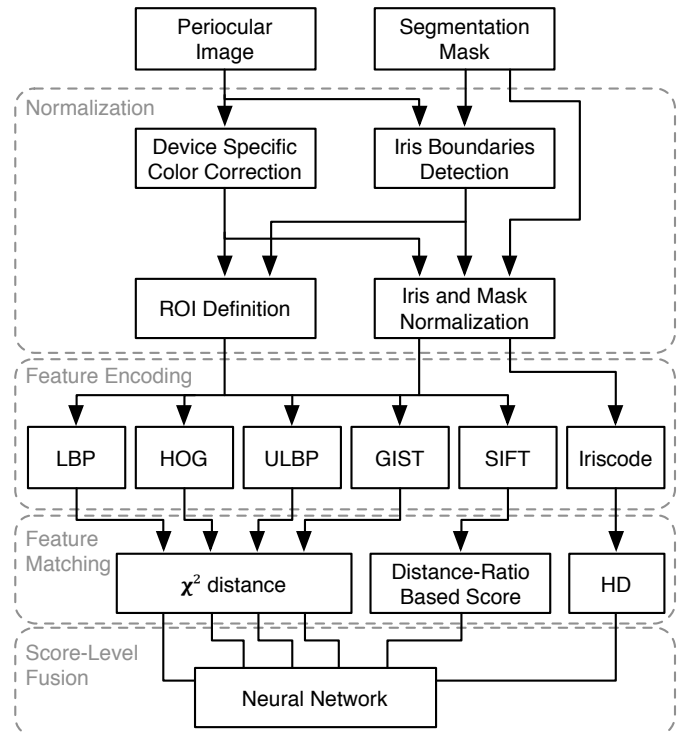 Periocular
Image
Segmentation
Mask
Normalization
Device Specific
Color Correction
Iris Boundaries
Detection
ROI Definition
Iris and Mask
Normalization
Feature Encoding
LBP
HOG
ULBP
GIST
SIFT
Iriscode
Feature
Matching
χ² distance
Distance-Ratio
Based Score
HD
Score-Level
Fusion
Neural Network